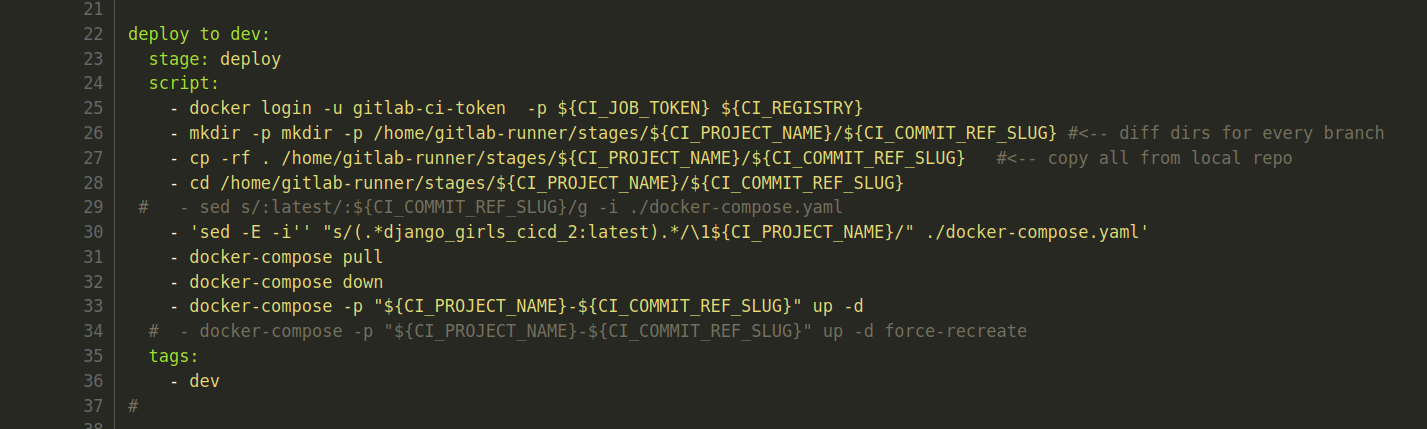 21
22 deploy to dev:
23   stage: deploy
24   script:
25     - docker login -u gitlab-ci-token  -p ${CI_JOB_TOKEN} ${CI_REGISTRY}
26     - mkdir -p mkdir -p /home/gitlab-runner/stages/${CI_PROJECT_NAME}/${CI_COMMIT_REF_SLUG} #<-- diff dirs for every branch
27     - cp -rf . /home/gitlab-runner/stages/${CI_PROJECT_NAME}/${CI_COMMIT_REF_SLUG}   #<-- copy all from local repo
28     - cd /home/gitlab-runner/stages/${CI_PROJECT_NAME}/${CI_COMMIT_REF_SLUG}
29  #   - sed s/:latest/:${CI_COMMIT_REF_SLUG}/g -i ./docker-compose.yaml
30     - 'sed -E -i'' "s/(.*django_girls_cicd_2:latest).*/\1${CI_PROJECT_NAME}/" ./docker-compose.yaml'
31     - docker-compose pull
32     - docker-compose down
33     - docker-compose -p "${CI_PROJECT_NAME}-${CI_COMMIT_REF_SLUG}" up -d
34   #  - docker-compose -p "${CI_PROJECT_NAME}-${CI_COMMIT_REF_SLUG}" up -d force-recreate
35   tags:
36     - dev
37 #
38